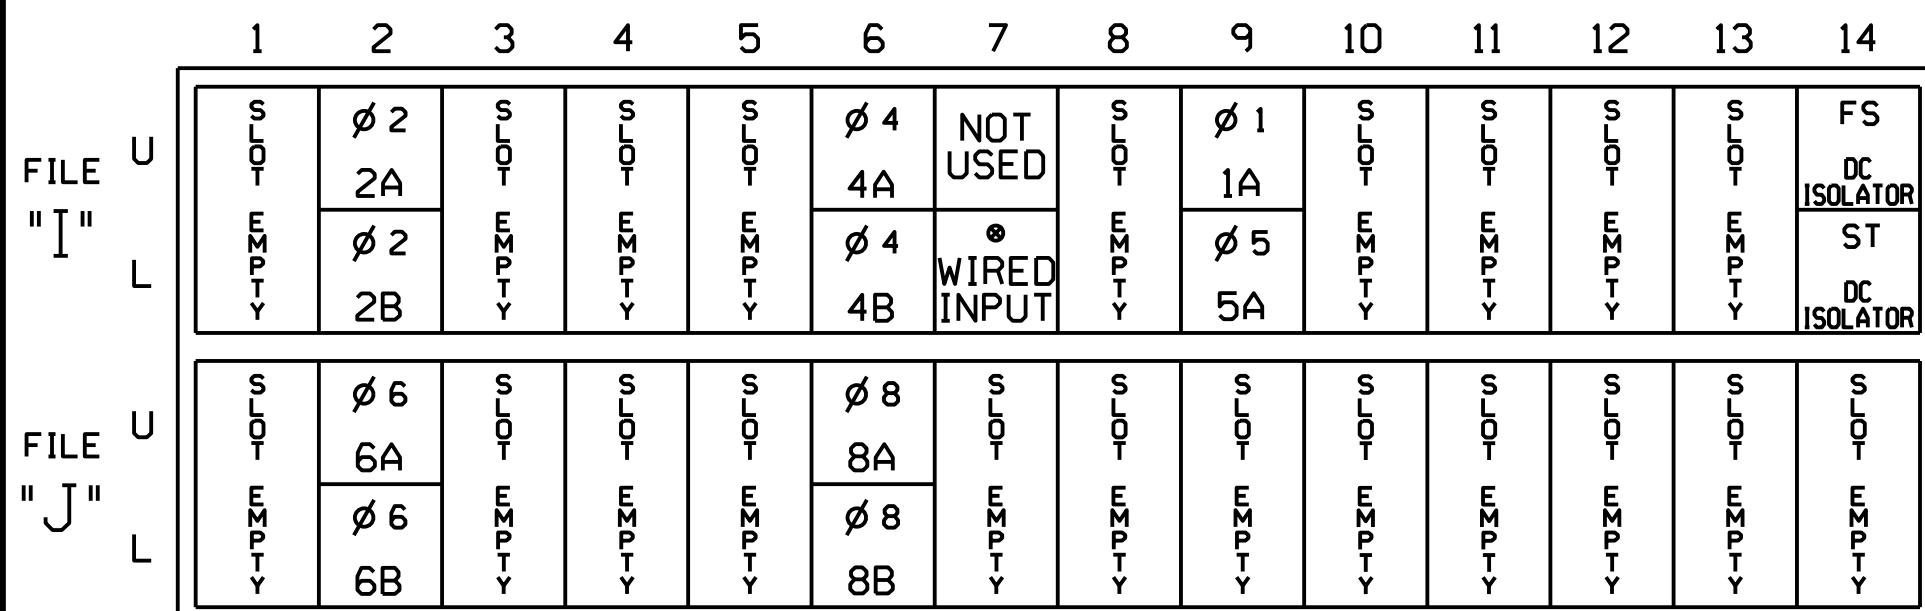 1 2 3 4 5 6 7 8 9 10 11 12 13 14
FILE "I"
U
L
SLOT EMPTY
Ø 2
2A
Ø 2
2B
SLOT EMPTY
SLOT EMPTY
SLOT EMPTY
Ø 4
4A
Ø 4
4B
NOT
USED
⊗
WIRED
INPUT
SLOT EMPTY
Ø 1
1A
Ø 5
5A
SLOT EMPTY
SLOT EMPTY
SLOT EMPTY
SLOT EMPTY
FS
DC
ISOLATOR
ST
DC
ISOLATOR
FILE "J"
U
L
SLOT EMPTY
Ø 6
6A
Ø 6
6B
SLOT EMPTY
SLOT EMPTY
SLOT EMPTY
Ø 8
8A
Ø 8
8B
SLOT EMPTY
SLOT EMPTY
SLOT EMPTY
SLOT EMPTY
SLOT EMPTY
SLOT EMPTY
SLOT EMPTY
SLOT EMPTY